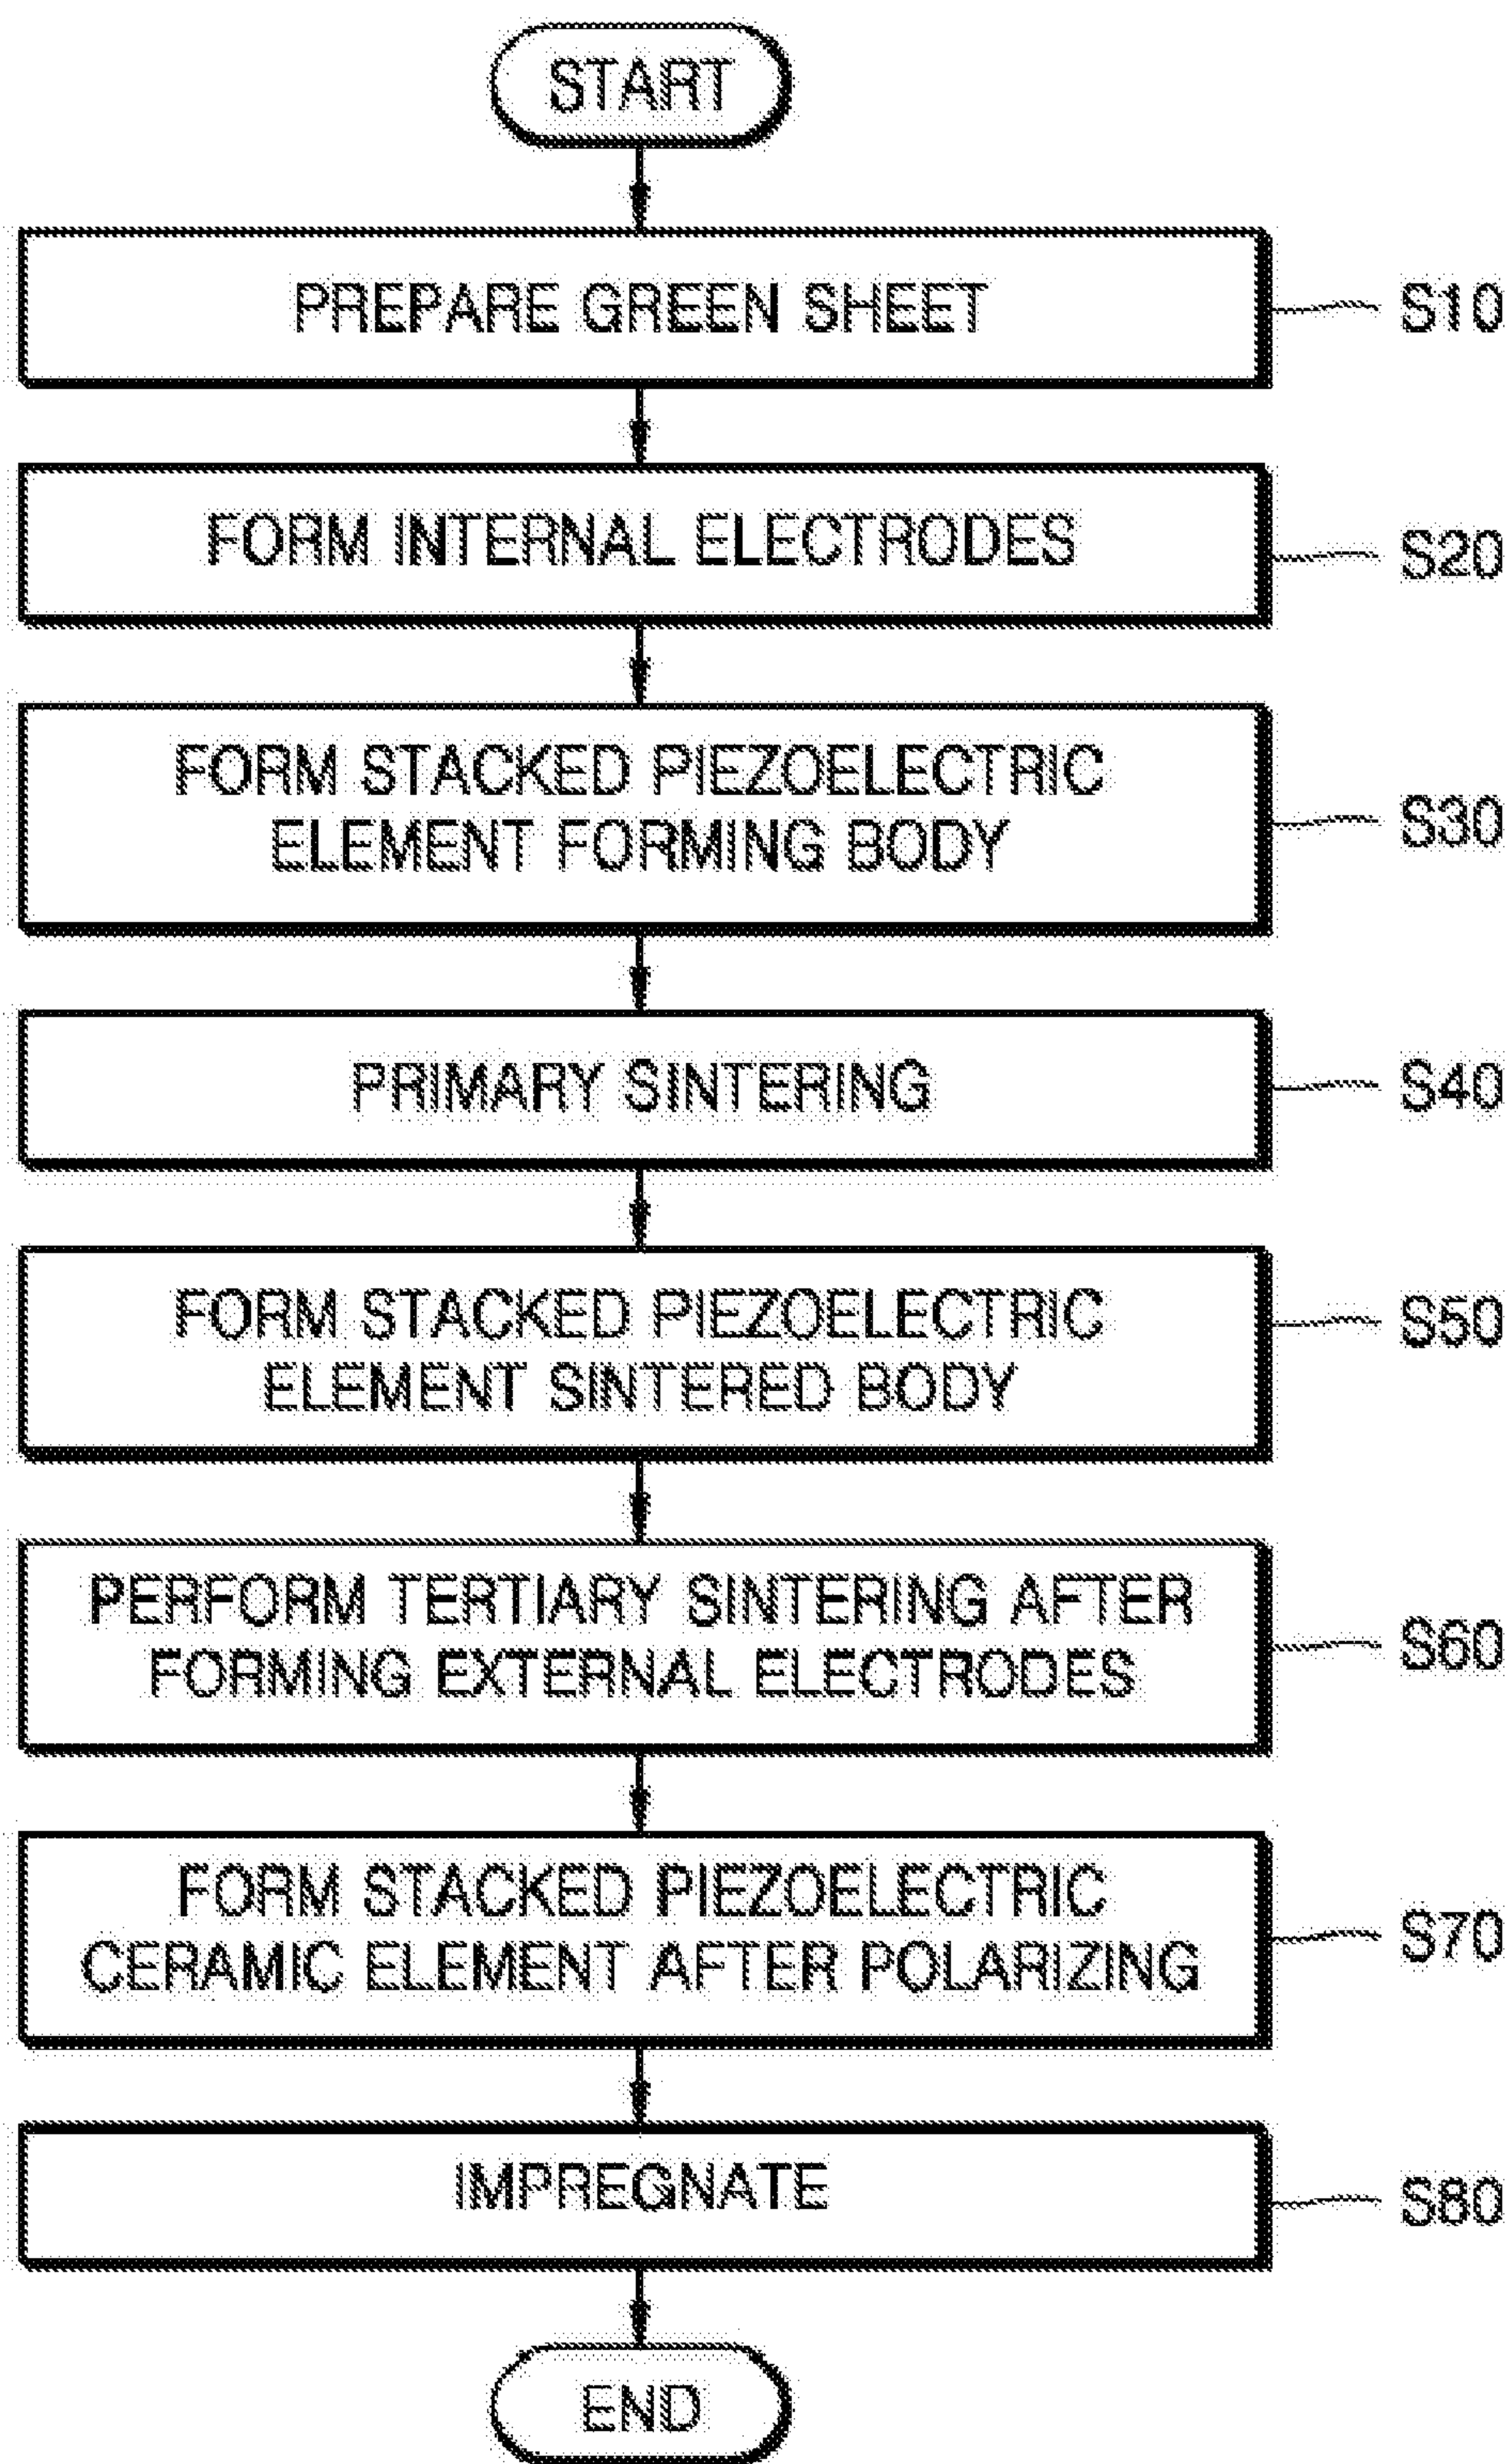 START
PREPARE GREEN SHEET
S10
FORM INTERNAL ELECTRODES
S20
FORM STACKED PIEZOELECTRIC
ELEMENT FORMING BODY
S30
PRIMARY SINTERING
S40
FORM STACKED PIEZOELECTRIC
ELEMENT SINTERED BODY
S50
PERFORM TERTIARY SINTERING AFTER
FORMING EXTERNAL ELECTRODES
S60
FORM STACKED PIEZOELECTRIC
CERAMIC ELEMENT AFTER POLARIZING
S70
IMPREGNATE
S80
END